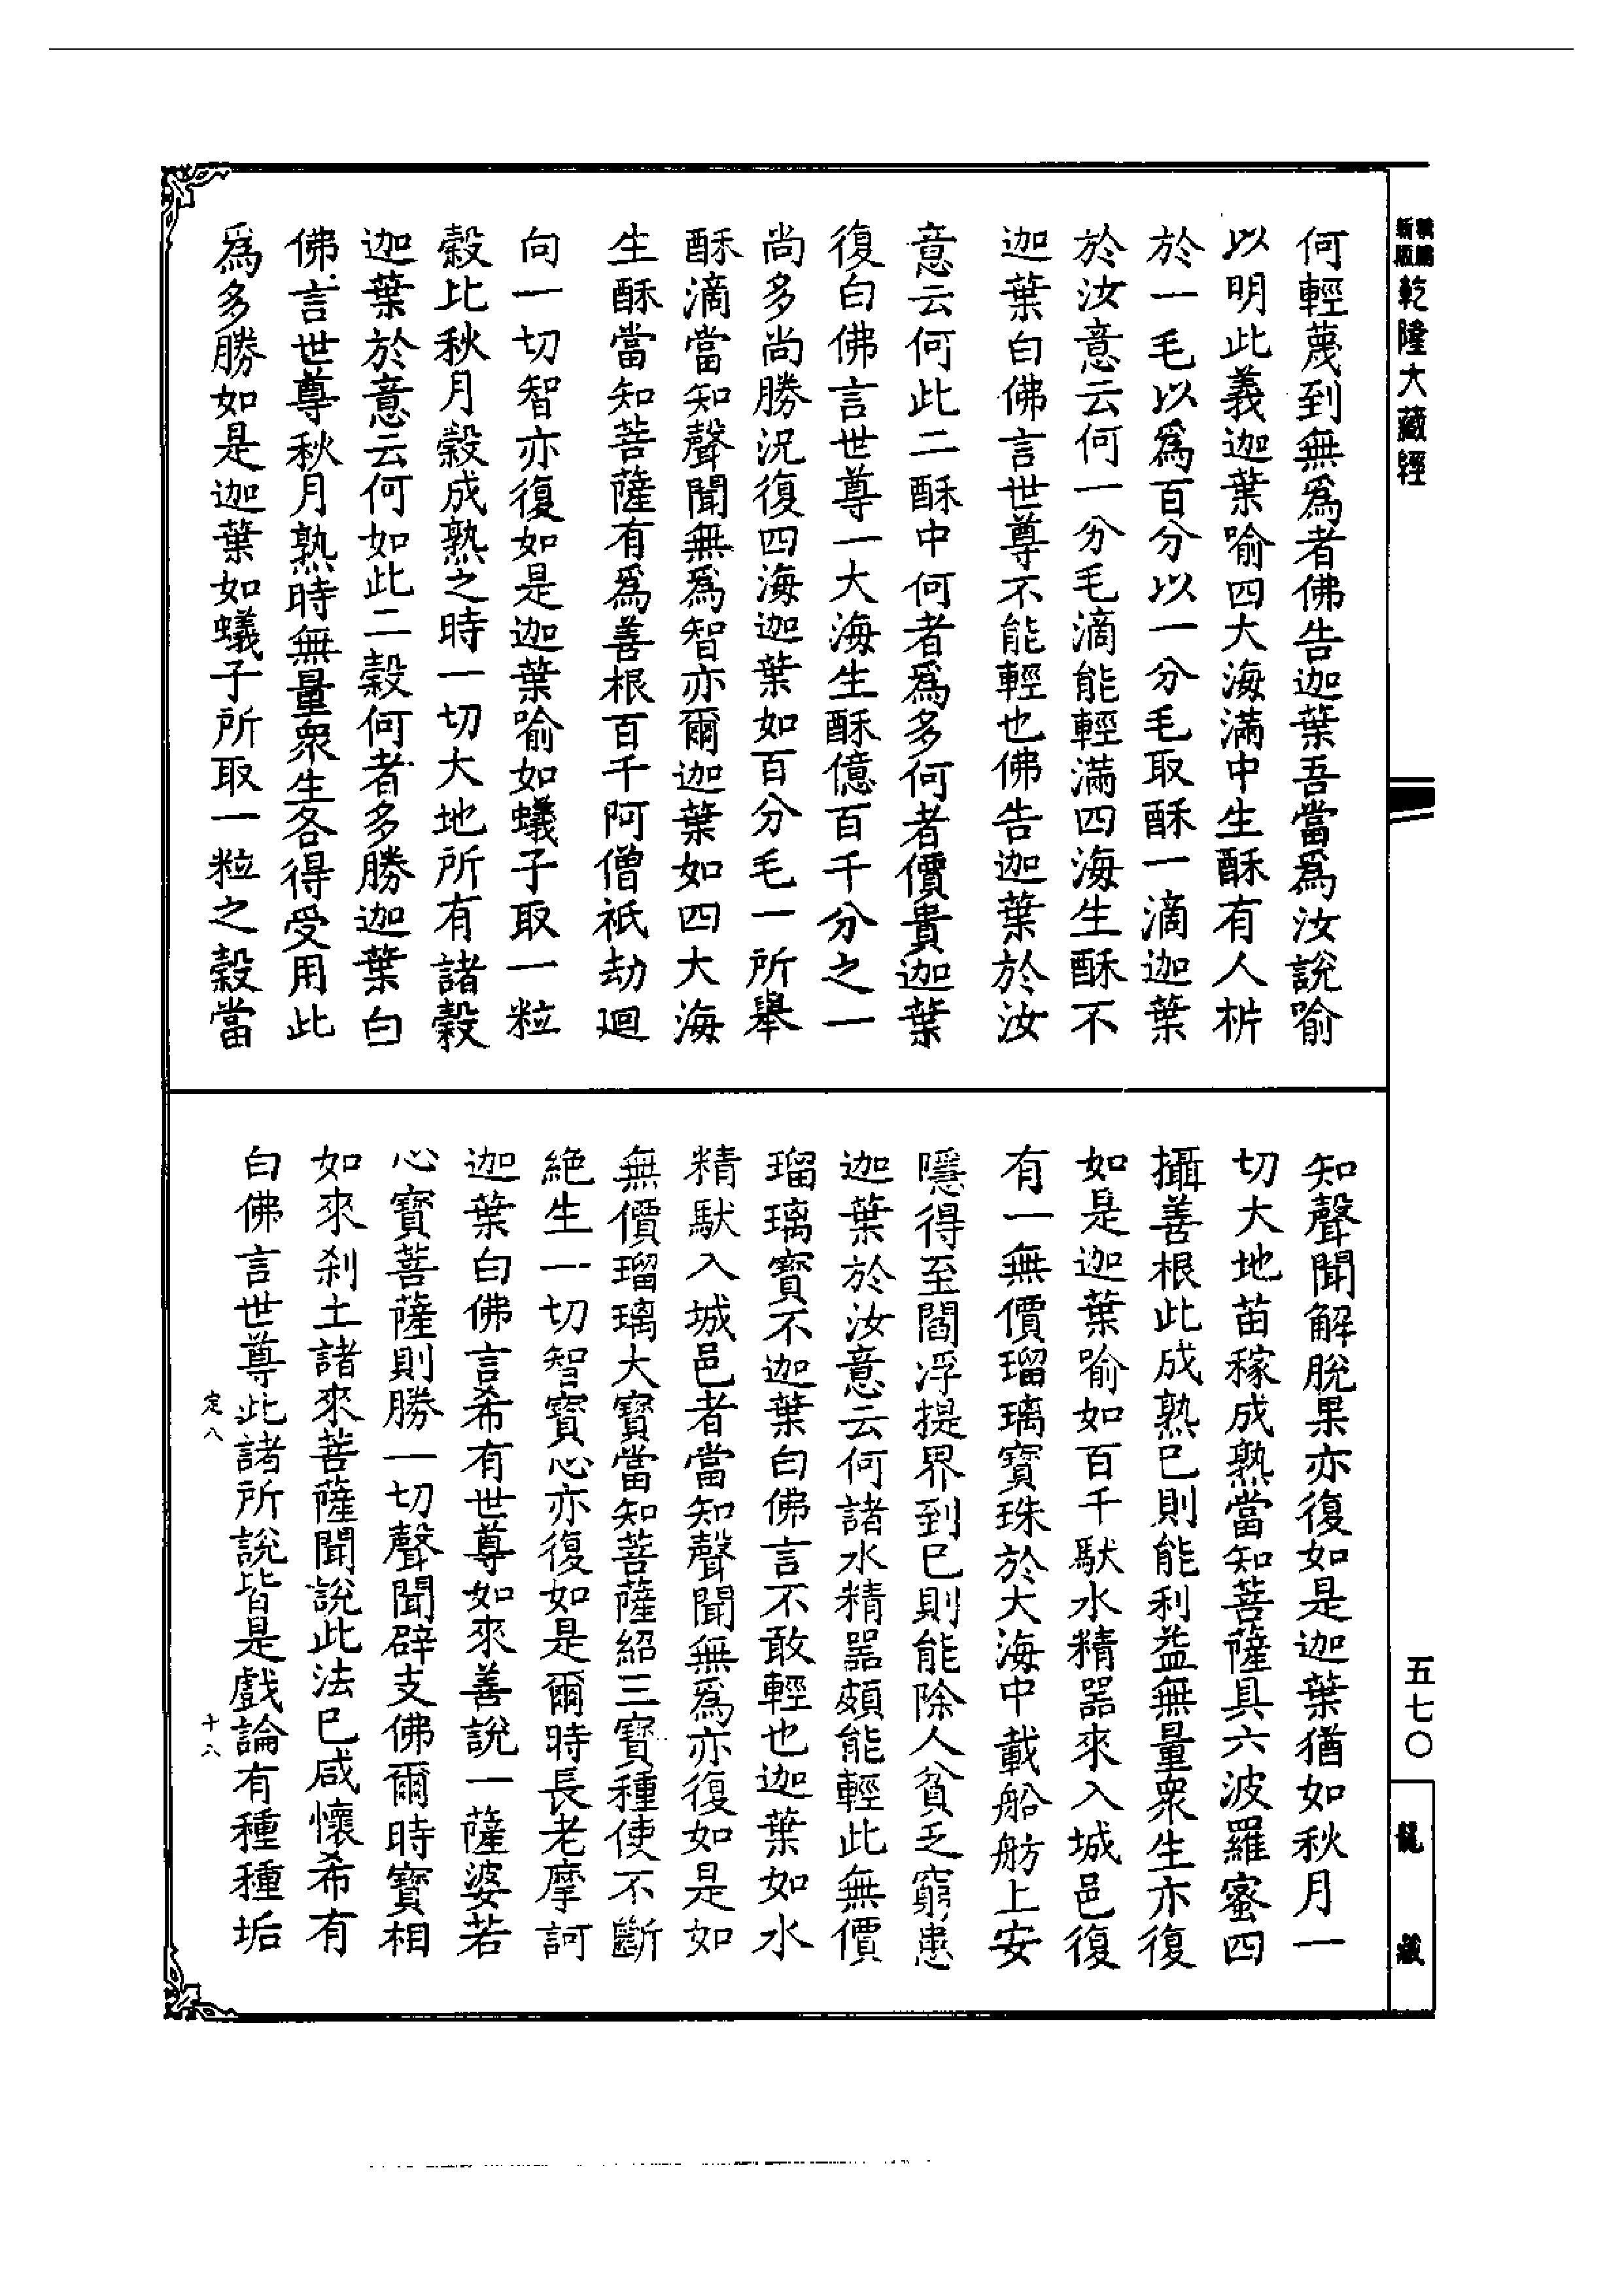 新版
乾隆大藏經
何輕蔑到無爲者佛告迦葉吾當爲汝說喻
以明此義迦葉喻四大海滿中生酥有人枿
於一毛以爲百分以一分毛取酥一滴迦葉
於汝意云何一分毛滴能輕滿四海生酥不
迦葉白佛言世尊不能輕也佛告迦葉於汝
意云何此二酥中何者爲多何者價貴迦葉
復白佛言世尊一大海生酥億百千分之一
尚多尚勝況復四海迦葉如百分毛一所舉
酥滴當知聲聞無爲智亦爾迦葉如四大海
生酥當知菩薩有爲善根百千阿僧祇劫迴
向一切智亦復如是迦葉喻如蟻子取一粒
穀比秋月穀成熟之時一切大地所有諸穀
迦葉於意云何如此二穀何者多勝迦葉白
佛言世尊秋月熟時無量衆生各得受用此
爲多勝如是迦葉如蟻子所取一粒之穀當
知聲聞解脫果亦復如是迦葉猶如秋月一
切大地苗稼成熟當知菩薩具六波羅蜜四
攝善根此成熟已則能利益無量衆生亦復
如是迦葉喻如百千馱水精器來入城邑復
有一無價瑠璃寶珠於大海中載船舫上安
隱得至閻浮提界到已則能除人貧乏窮患
迦葉於汝意云何諸水精器頗能輕此無價
瑠璃寶不迦葉白佛言不敢輕也迦葉如水
精馱入城邑者當知聲聞無爲亦復如是如
無價瑠璃大寶當知菩薩紹三寶種使不斷
絕生一切智寶心亦復如是爾時長老摩訶
迦葉白佛言希有世尊如來善說一薩婆若
心寶菩薩則勝一切聲聞辟支佛爾時寶相
如來刹土諸來菩薩聞說此法已咸懷希有
白佛言世尊此諸所說皆是戲論有種種垢
定八
十八
五七〇
龍藏